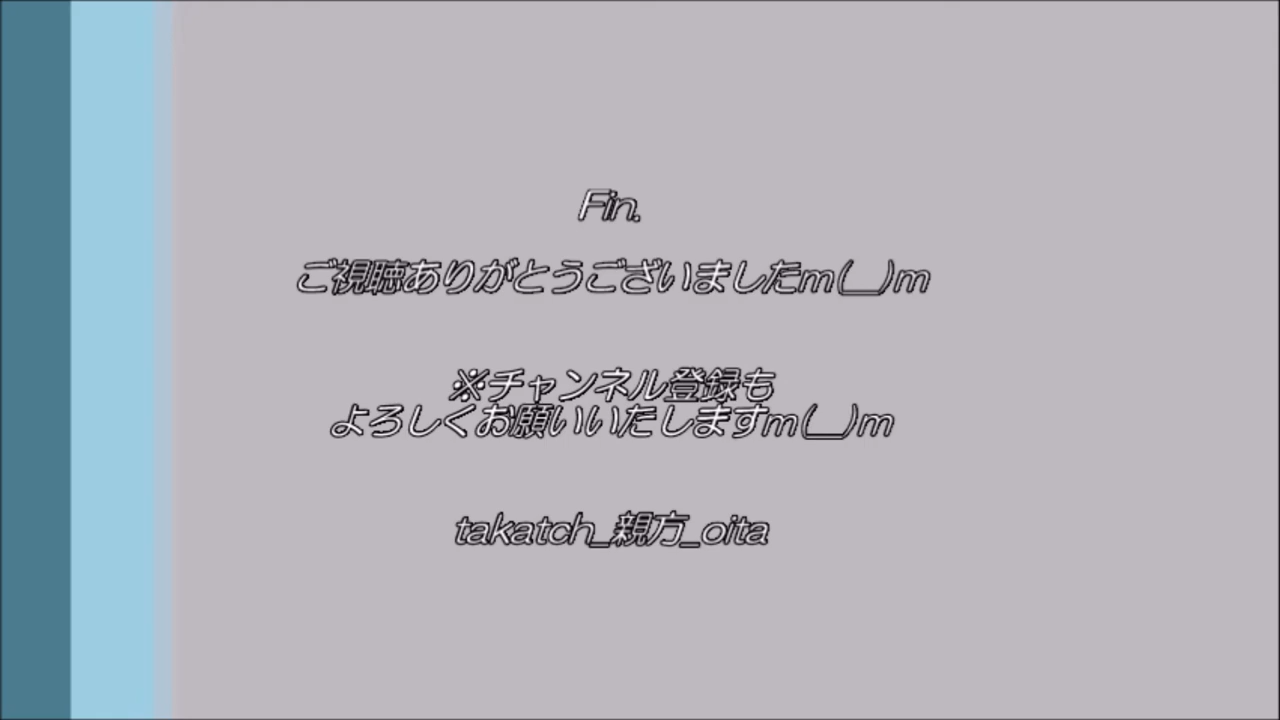 Fin.
ご視聴ありがとうございましたm(__)m
※チャンネル登録も
よろしくお願いいたしますm(__)m
takatch_親方_oita